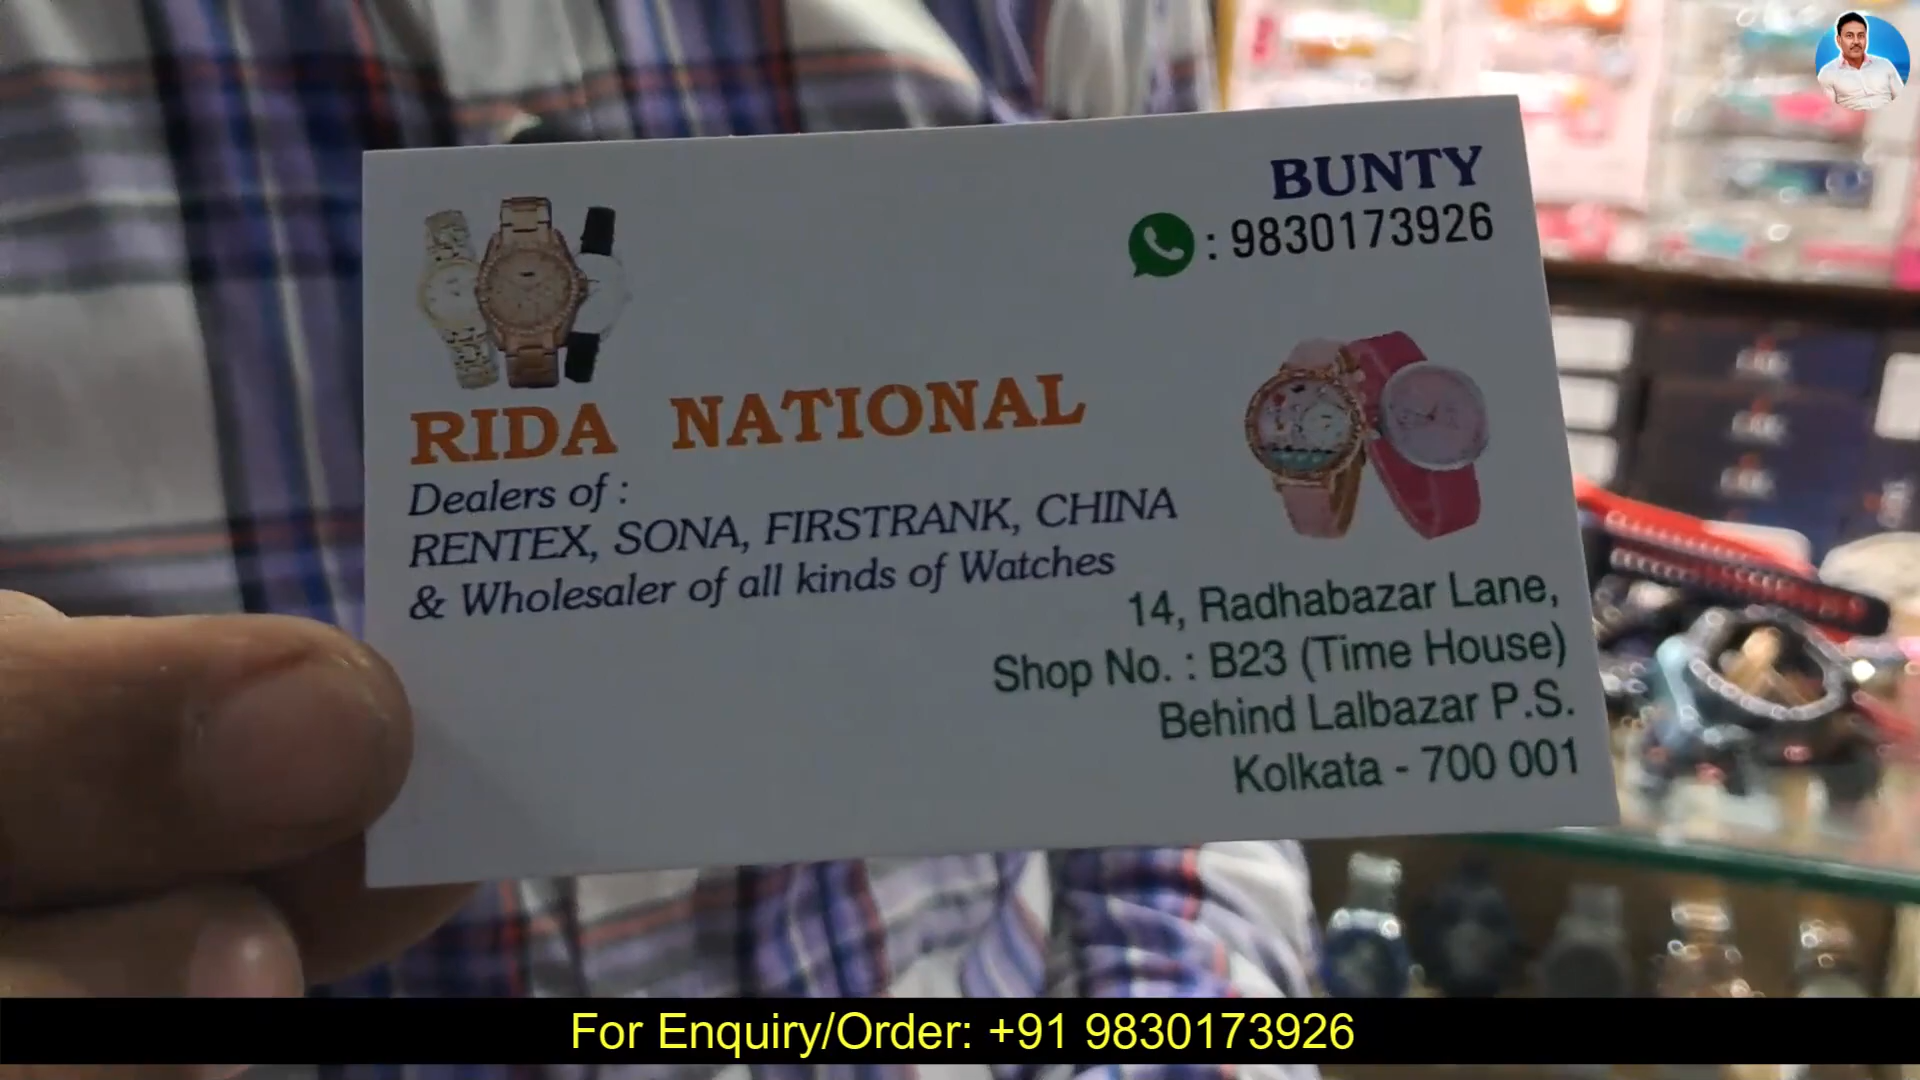 BUNTY
: 9830173926
RIDA NATIONAL
Dealers of :
RENTEX, SONA, FIRSTRANK, CHINA
& Wholesaler of all kinds of Watches
14, Radhabazar Lane,
Shop No. : B23 (Time House)
Behind Lalbazar P.S.
Kolkata - 700 001
For Enquiry/Order: +91 9830173926